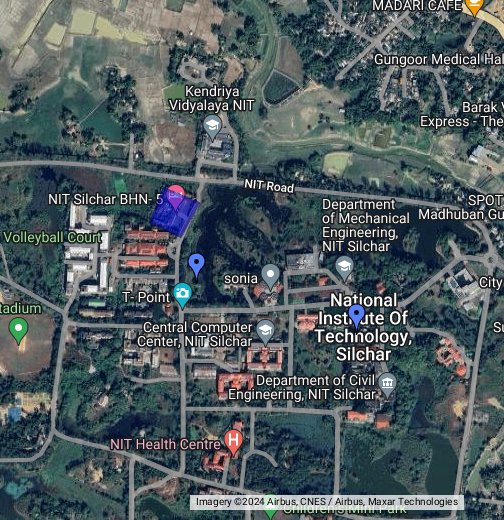 MADARI CAFE
Gungoor Medical Hal
Kendriya
Vidyalaya NIT
Barak
Express - The
NIT Road
NIT Silchar BHN- 5
SPOT
Madhuban Gu
Department
of Mechanical
Engineering,
NIT Silchar
Volleyball Court
sonia
City
T- Point
tadium
National
Institute Of
Technology,
Silchar
Central Computer
Center, NIT Silchar
Su
Department of Civil
Engineering, NIT Silchar
NIT Health Centre
H
Imagery ©2024 Airbus, CNES / Airbus, Maxar Technologies
Children's Mini Park